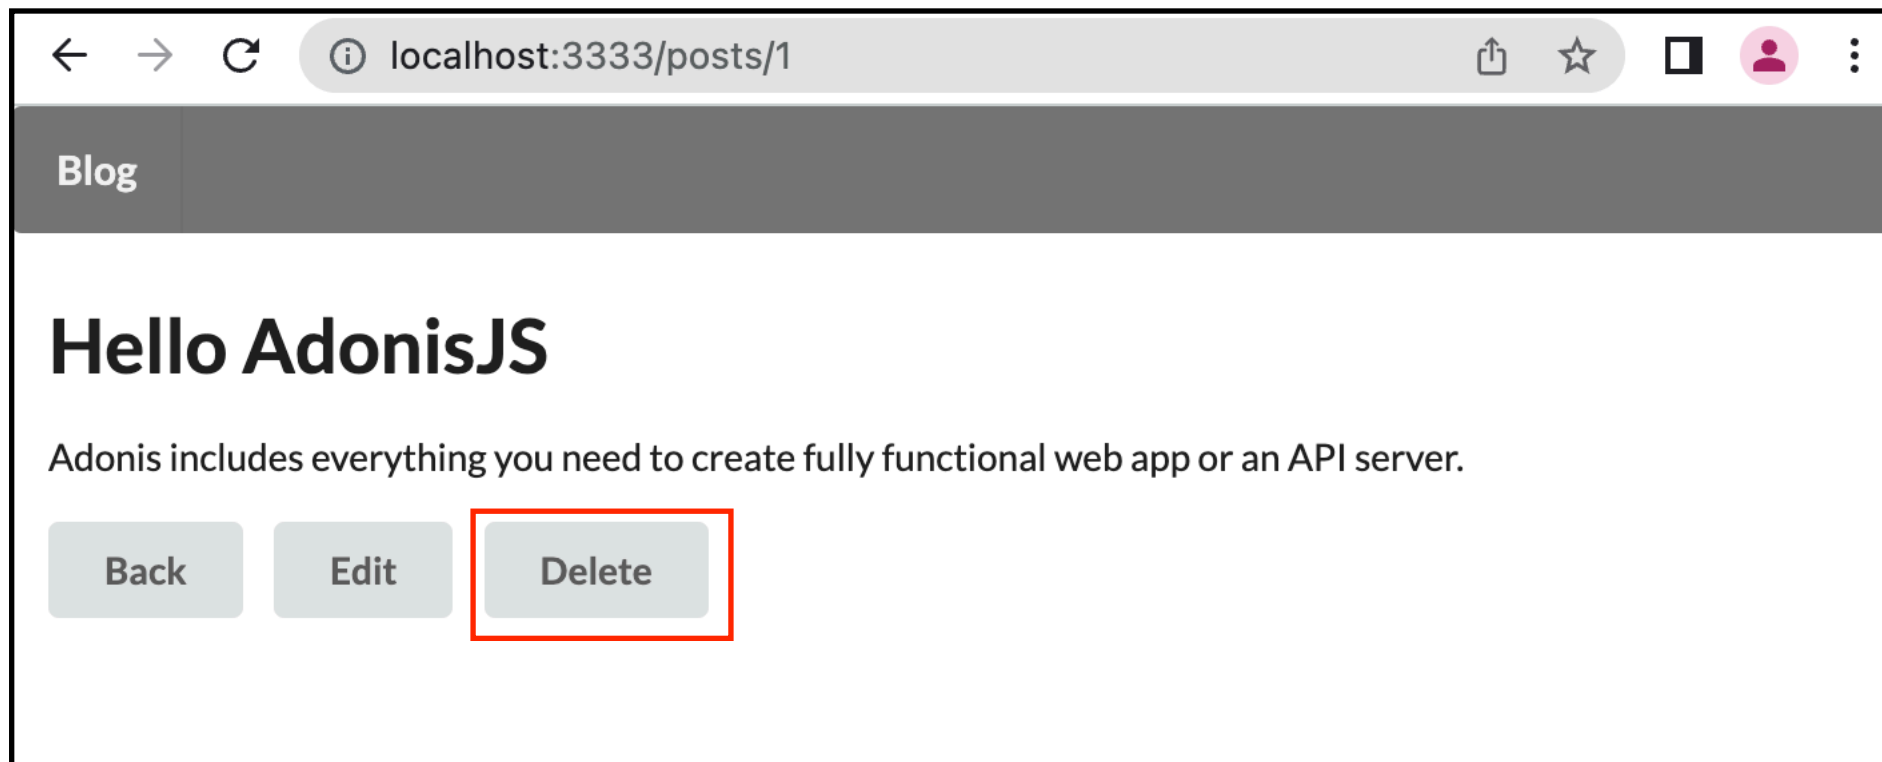 localhost:3333/posts/1
Blog
Hello AdonisJS
Adonis includes everything you need to create fully functional web app or an API server.
Back Edit Delete